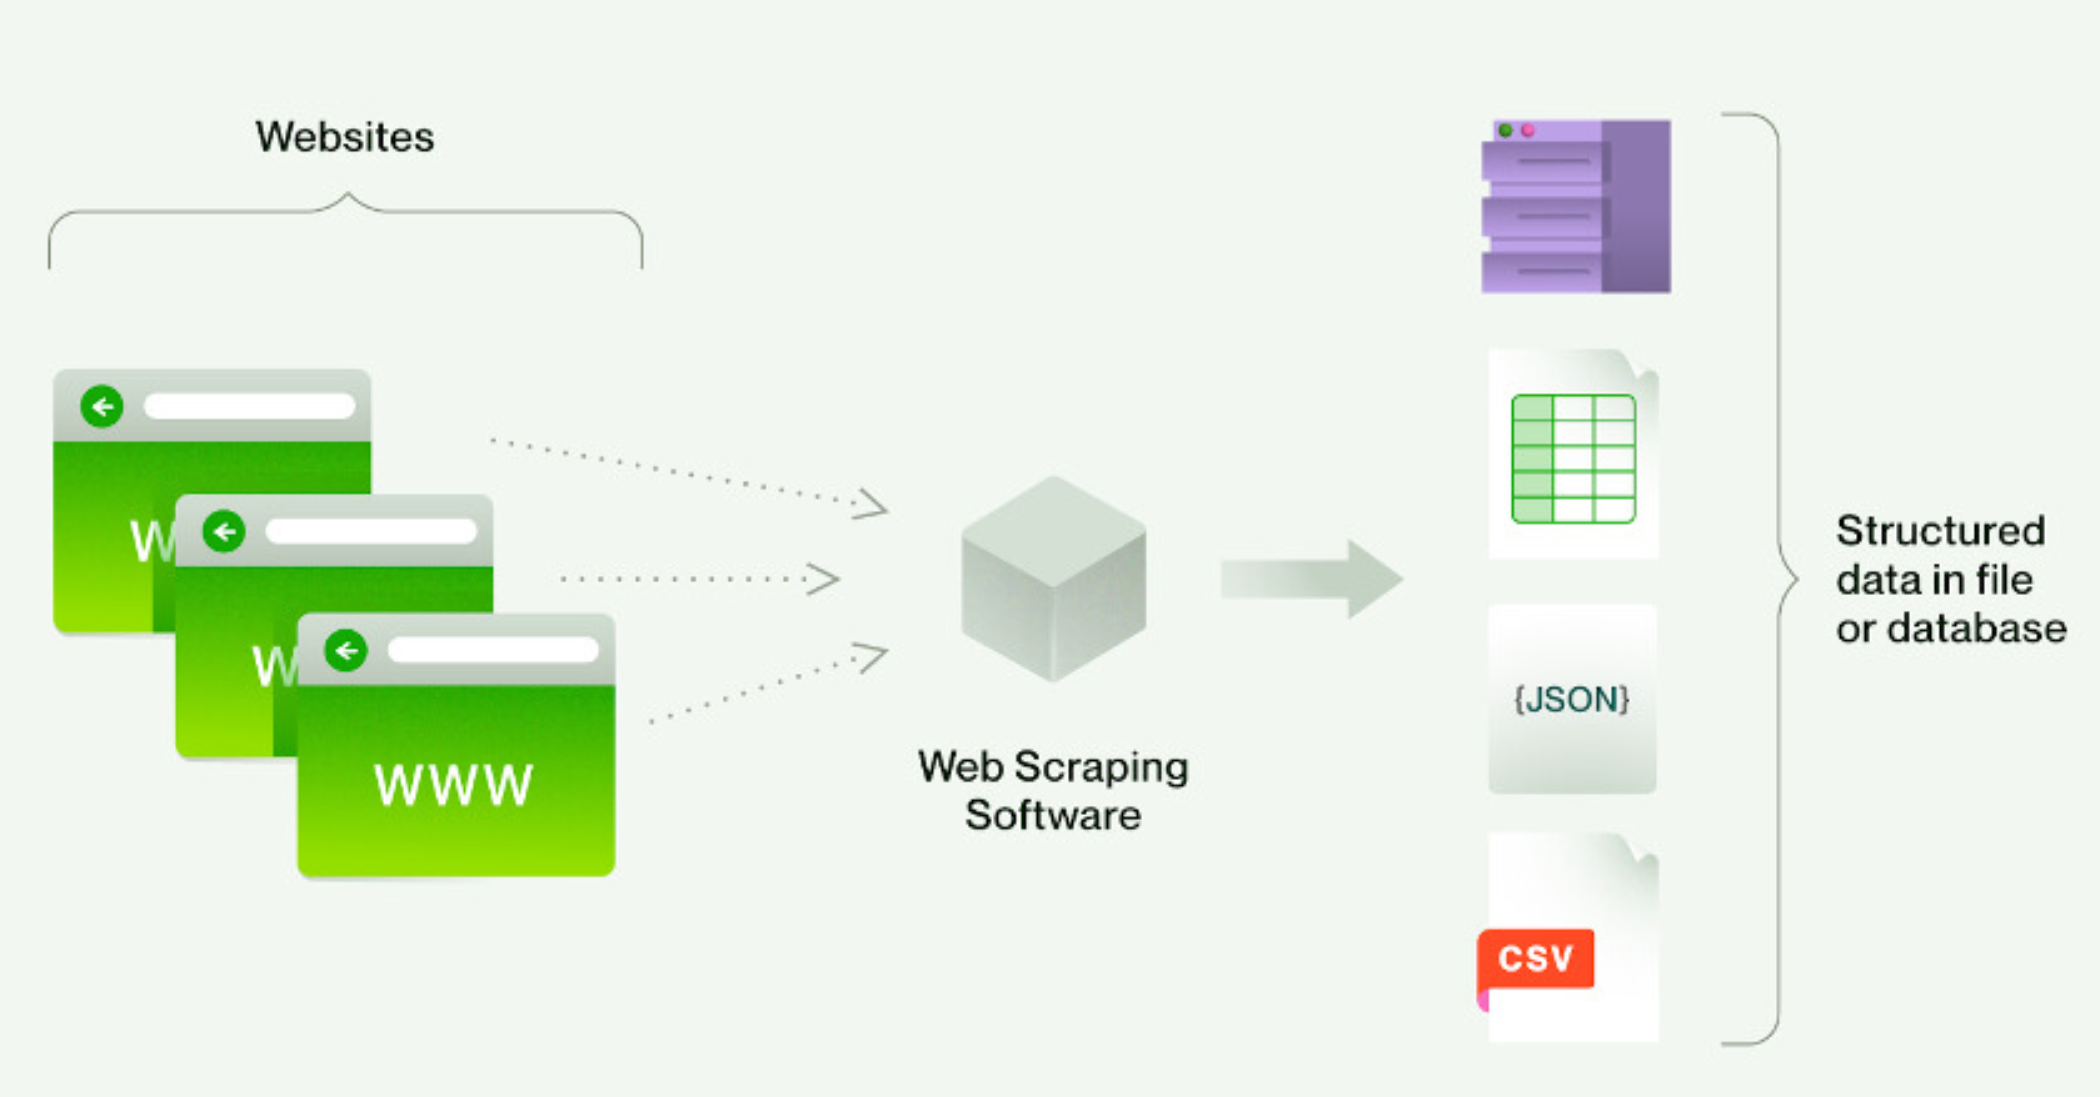 Websites
W
W
WWW
Web Scraping
Software
{JSON}
CSV
Structured
data in file
or database